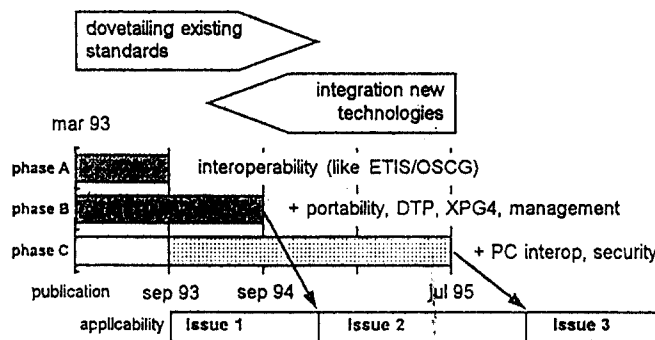 dovetailing existing
standards
integration new
technologies
mar 93
phase A
interoperability (like ETIS/OSCG)
phase B
+ portability, DTP, XPG4, management
phase C
+ PC interop, security
publication sep 93 sep 94 jul 95
applicability Issue 1 Issue 2 Issue 3